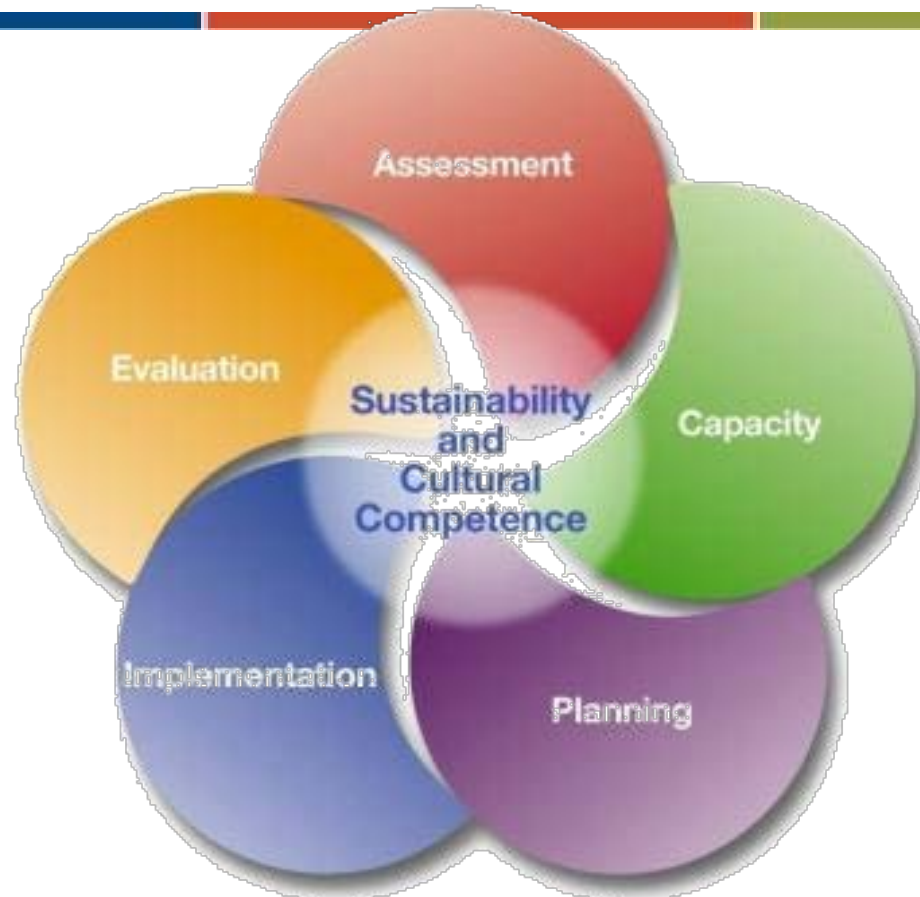 Assessment
Evaluation
Capacity
Sustainability
and
Cultural
Competence
Implementation
Planning